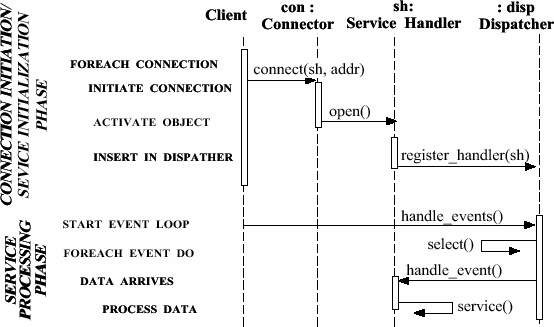 con : sh: : disp
Client Connector Service Handler Dispatcher
CONNECTION INITIATION/
SEVICE INITIALIZATION
PHASE
FOREACH CONNECTION
connect(sh, addr)
INITIATE CONNECTION
open()
ACTIVATE OBJECT
INSERT IN DISPATHER
register_handler(sh)
SERVICE
PROCESSING
PHASE
START EVENT LOOP
handle_events()
FOREACH EVENT DO
select()
DATA ARRIVES
handle_event()
PROCESS DATA
service()